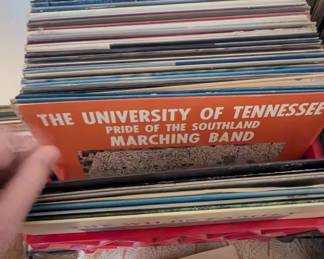 THE UNIVERSITY OF TENNESSEE
PRIDE OF THE SOUTHLAND
MARCHING BAND